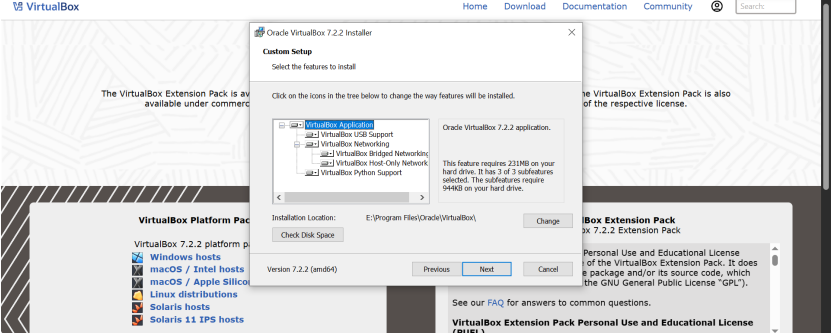 VirtualBox
Home Download Documentation Community Search:
Oracle VirtualBox 7.2.2 Installer
Custom Setup
Select the features to install
The VirtualBox Extension Pack is av
he VirtualBox Extension Pack is also
available under commerc
of the respective license.
Click on the icons in the tree below to change the way features will be installed.
VirtualBox Application
VirtualBox USB Support
VirtualBox Networking
VirtualBox Bridged Networking
VirtualBox Host-Only Network
VirtualBox Python Support
Oracle VirtualBox 7.2.2 application.
This feature requires 231MB on your
hard drive. It has 3 of 3 subfeatures
selected. The subfeatures require
944KB on your hard drive.
Installation Location: E:\Program Files\Oracle\VirtualBox\ Change
Check Disk Space
Version 7.2.2 (amd64) Previous Next Cancel
VirtualBox Platform Pac
VirtualBox 7.2.2 platform pa
Windows hosts
macOS / Intel hosts
macOS / Apple Silico
Linux distributions
Solaris hosts
Solaris 11 IPS hosts
Box Extension Pack
ox 7.2.2 Extension Pack
Personal Use and Educational License
of the VirtualBox Extension Pack. It does
e package and/or its source code, which
the GNU General Public License "GPL").
See our FAQ for answers to common questions.
VirtualBox Extension Pack Personal Use and Educational License
(PUEL)